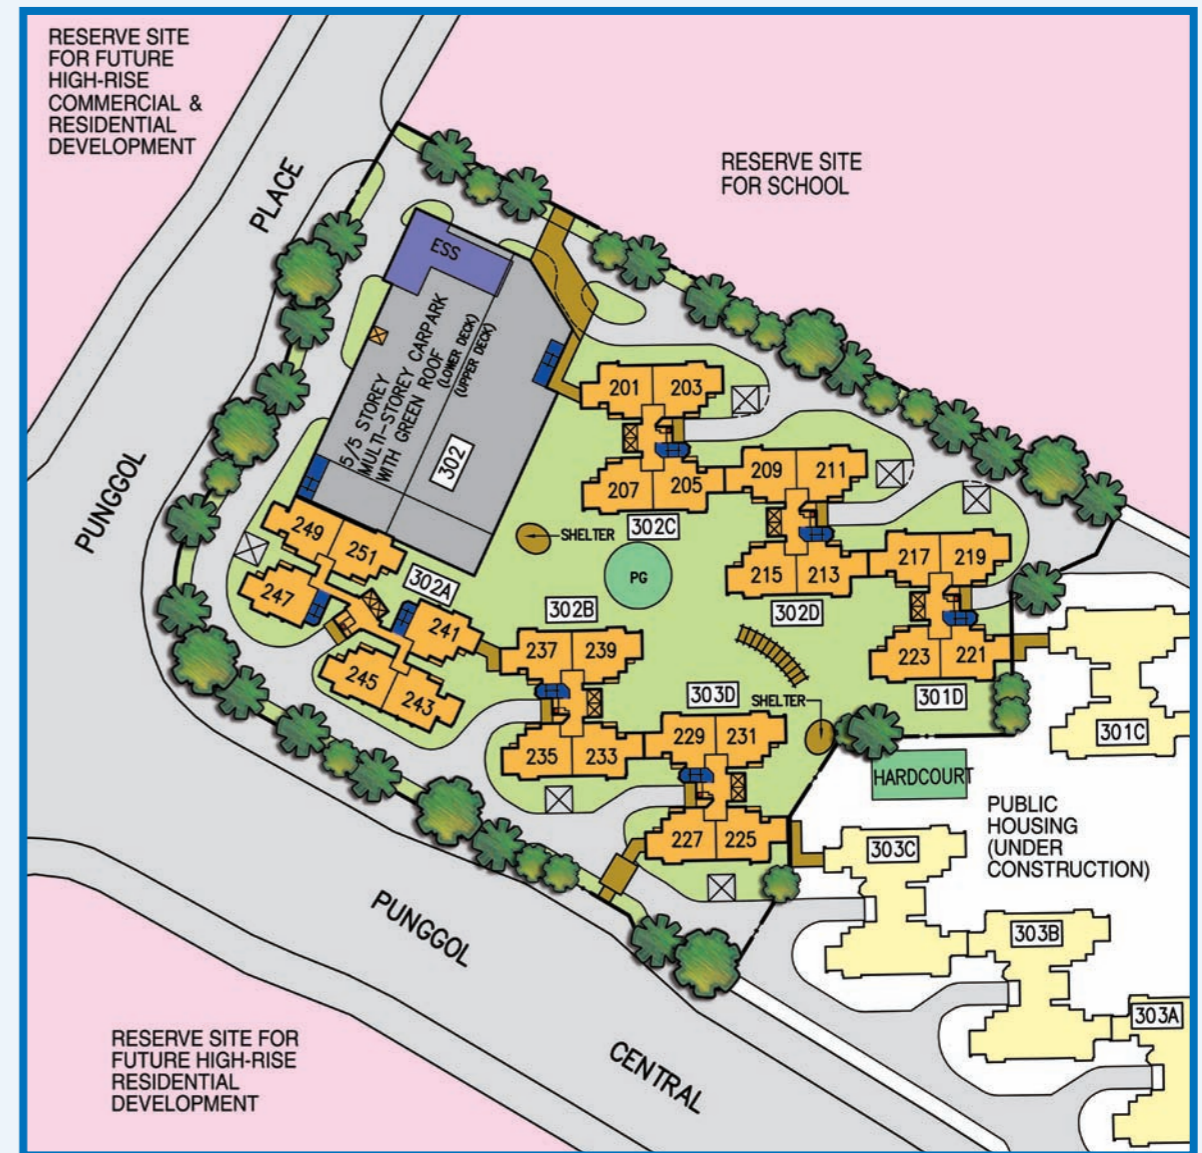 RESERVE SITE
FOR FUTURE
HIGH-RISE
COMMERCIAL &
RESIDENTIAL
DEVELOPMENT
RESERVE SITE
FOR SCHOOL
PLACE
PUNGGOL
ESS
5/5 STOREY
MULTI-STOREY CARPARK
WITH GREEN ROOF
(LOWER DECK)
(UPPER DECK)
302
201 203
207 205
302C
209 211
215 213
302D
217 219
223 221
301D
SHELTER
PG
249 251
247
302A
241
245 243
302B
237 239
235 233
303D
229 231
227 225
SHELTER
HARDCOURT
301C
PUBLIC
HOUSING
(UNDER
CONSTRUCTION)
303C
303B
303A
PUNGGOL
CENTRAL
RESERVE SITE FOR
FUTURE HIGH-RISE
RESIDENTIAL
DEVELOPMENT